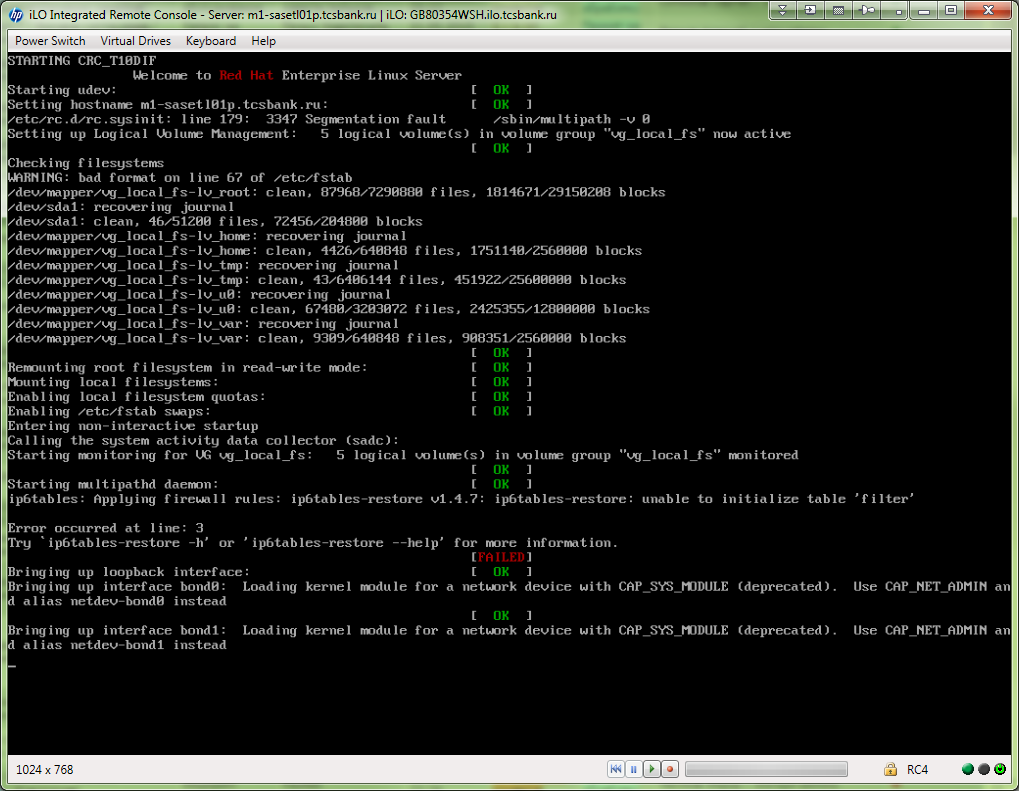 iLO Integrated Remote Console - Server: m1-sasetl01p.tcsbank.ru | iLO: GB80354WSH.ilo.tcsbank.ru
Power Switch Virtual Drives Keyboard Help
STARTING CRC_T10DIF
Welcome to Red Hat Enterprise Linux Server
Starting udev: [ OK ]
Setting hostname m1-sasetl01p.tcsbank.ru: [ OK ]
/etc/rc.d/rc.sysinit: line 179: 3347 Segmentation fault /sbin/multipath -v 0
Setting up Logical Volume Management: 5 logical volume(s) in volume group "vg_local_fs" now active
[ OK ]
Checking filesystems
WARNING: bad format on line 67 of /etc/fstab
/dev/mapper/vg_local_fs-lv_root: clean, 87968/7290880 files, 1814671/29150208 blocks
/dev/sda1: recovering journal
/dev/sda1: clean, 46/51200 files, 72456/204800 blocks
/dev/mapper/vg_local_fs-lv_home: recovering journal
/dev/mapper/vg_local_fs-lv_home: clean, 4426/640848 files, 1751140/2560000 blocks
/dev/mapper/vg_local_fs-lv_tmp: recovering journal
/dev/mapper/vg_local_fs-lv_tmp: clean, 43/6406144 files, 451922/25600000 blocks
/dev/mapper/vg_local_fs-lv_u0: recovering journal
/dev/mapper/vg_local_fs-lv_u0: clean, 67480/3203072 files, 2425355/12800000 blocks
/dev/mapper/vg_local_fs-lv_var: recovering journal
/dev/mapper/vg_local_fs-lv_var: clean, 9309/640848 files, 908351/2560000 blocks
[ OK ]
Remounting root filesystem in read-write mode: [ OK ]
Mounting local filesystems: [ OK ]
Enabling local filesystem quotas: [ OK ]
Enabling /etc/fstab swaps: [ OK ]
Entering non-interactive startup
Calling the system activity data collector (sadc):
Starting monitoring for VG vg_local_fs: 5 logical volume(s) in volume group "vg_local_fs" monitored
[ OK ]
Starting multipathd daemon: [ OK ]
ip6tables: Applying firewall rules: ip6tables-restore v1.4.7: ip6tables-restore: unable to initialize table 'filter'
Error occurred at line: 3
Try `ip6tables-restore -h' or 'ip6tables-restore --help' for more information.
[FAILED]
Bringing up loopback interface: [ OK ]
Bringing up interface bond0: Loading kernel module for a network device with CAP_SYS_MODULE (deprecated). Use CAP_NET_ADMIN an
d alias netdev-bond0 instead
[ OK ]
Bringing up interface bond1: Loading kernel module for a network device with CAP_SYS_MODULE (deprecated). Use CAP_NET_ADMIN an
d alias netdev-bond1 instead
_
1024 x 768 RC4